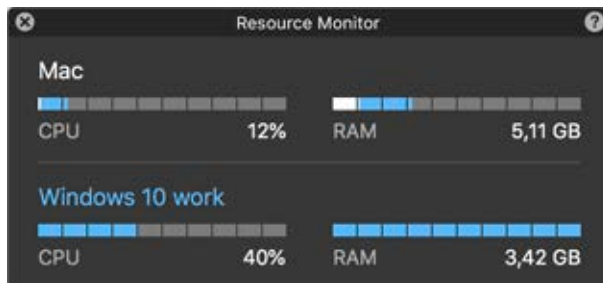 Resource Monitor
?
Mac
CPU 12% RAM 5,11 GB
Windows 10 work
CPU 40% RAM 3,42 GB